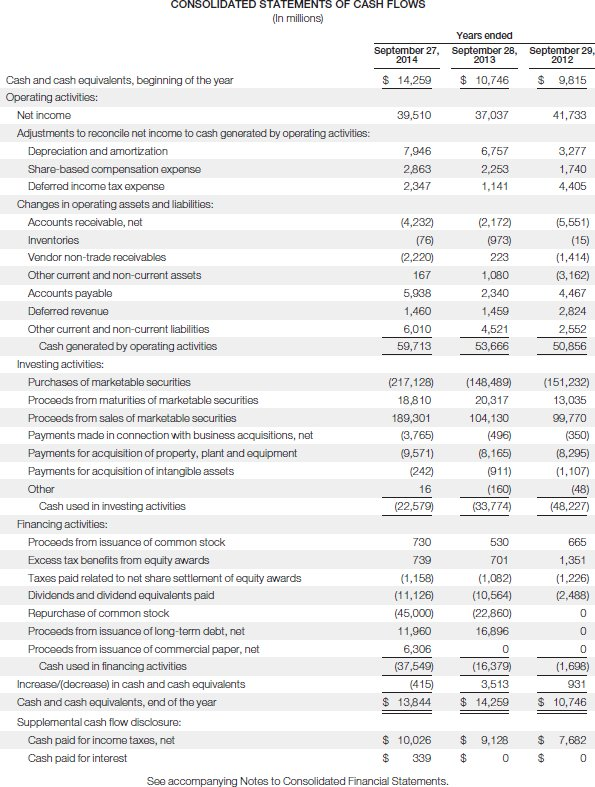 CONSOLIDATED STATEMENTS OF CASH FLOWS
(In millions)
Years ended
September 27, 2014 September 28, 2013 September 29, 2012
Cash and cash equivalents, beginning of the year $ 14,259 $ 10,746 $ 9,815
Operating activities:
Net income 39,510 37,037 41,733
Adjustments to reconcile net income to cash generated by operating activities:
Depreciation and amortization 7,946 6,757 3,277
Share-based compensation expense 2,863 2,253 1,740
Deferred income tax expense 2,347 1,141 4,405
Changes in operating assets and liabilities:
Accounts receivable, net (4,232) (2,172) (5,551)
Inventories (76) (973) (15)
Vendor non-trade receivables (2,220) 223 (1,414)
Other current and non-current assets 167 1,080 (3,162)
Accounts payable 5,938 2,340 4,467
Deferred revenue 1,460 1,459 2,824
Other current and non-current liabilities 6,010 4,521 2,552
Cash generated by operating activities 59,713 53,666 50,856
Investing activities:
Purchases of marketable securities (217,128) (148,489) (151,232)
Proceeds from maturities of marketable securities 18,810 20,317 13,035
Proceeds from sales of marketable securities 189,301 104,130 99,770
Payments made in connection with business acquisitions, net (3,765) (496) (350)
Payments for acquisition of property, plant and equipment (9,571) (8,165) (8,295)
Payments for acquisition of intangible assets (242) (911) (1,107)
Other 16 (160) (48)
Cash used in investing activities (22,579) (33,774) (48,227)
Financing activities:
Proceeds from issuance of common stock 730 530 665
Excess tax benefits from equity awards 739 701 1,351
Taxes paid related to net share settlement of equity awards (1,158) (1,082) (1,226)
Dividends and dividend equivalents paid (11,126) (10,564) (2,488)
Repurchase of common stock (45,000) (22,860) 0
Proceeds from issuance of long-term debt, net 11,960 16,896 0
Proceeds from issuance of commercial paper, net 6,306 0 0
Cash used in financing activities (37,549) (16,379) (1,698)
Increase/(decrease) in cash and cash equivalents (415) 3,513 931
Cash and cash equivalents, end of the year $ 13,844 $ 14,259 $ 10,746
Supplemental cash flow disclosure:
Cash paid for income taxes, net $ 10,026 $ 9,128 $ 7,682
Cash paid for interest $ 339 $ 0 $ 0
See accompanying Notes to Consolidated Financial Statements.